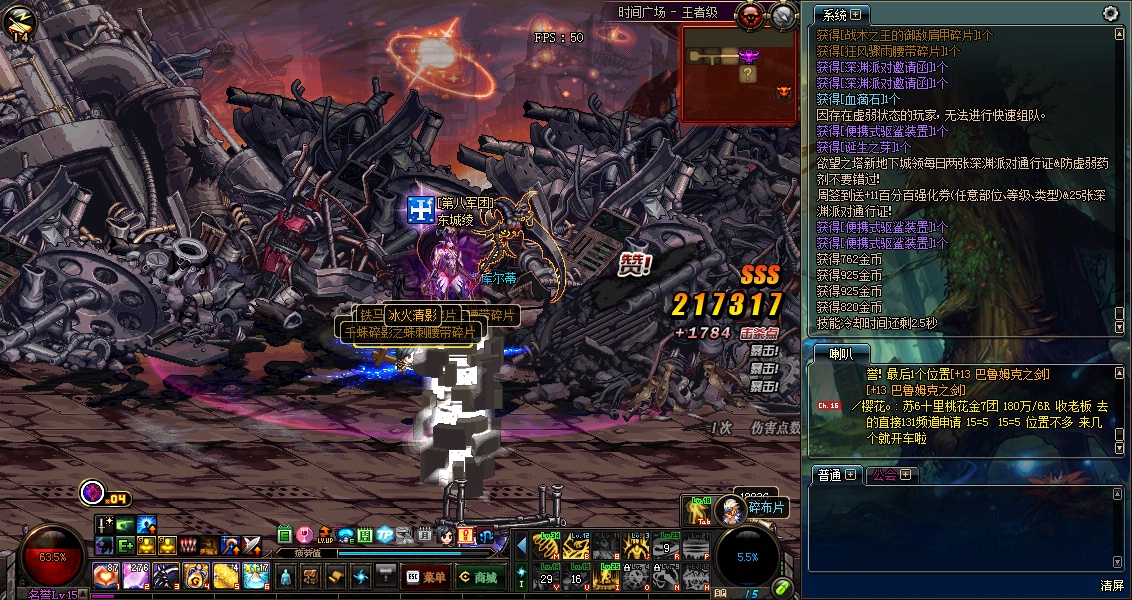 时间广场 - 王者级
FPS : 50
14
[第八军团]
东城绫
库尔蒂
赞!
SSS
217317
+1784
暴击!
暴击!
暴击!
1次 伤害点数
冰火清影
千蛛碎影之蛛刺腰带碎片
碎布片
x04
63.5%
5.5%
疲劳值
名誉Lv15
ESC 菜单
商城
系统
获得[战术之王的御敌肩甲碎片]1个
获得[狂风骤雨腰带碎片]1个
获得[深渊派对邀请函]1个
获得[深渊派对邀请函]1个
获得[血滴石]1个
因存在虚弱状态的玩家，无法进行快速组队。
获得[便携式驱鲨装置]1个
获得[诞生之芽]1个
欲望之塔新地下城领每日两张深渊派对通行证&防虚弱药
剂不要错过!
周签到送+11百分百强化券(任意部位、等级、类型)&25张深
渊派对通行证!
获得[便携式驱鲨装置]1个
获得[便携式驱鲨装置]1个
获得762金币
获得925金币
获得925金币
获得820金币
技能冷却时间还剩2.5秒
喇叭
誉! 最后1个位置[+13 巴鲁姆克之剑]
[+13 巴鲁姆克之剑]
Ch. 16
╱樱花。: 苏6十里桃花金7团 180万/6R 收老板 去
的直接131频道申请 15=5 15=5 位置不多 来几
个就开车啦
普通
公会
清屏